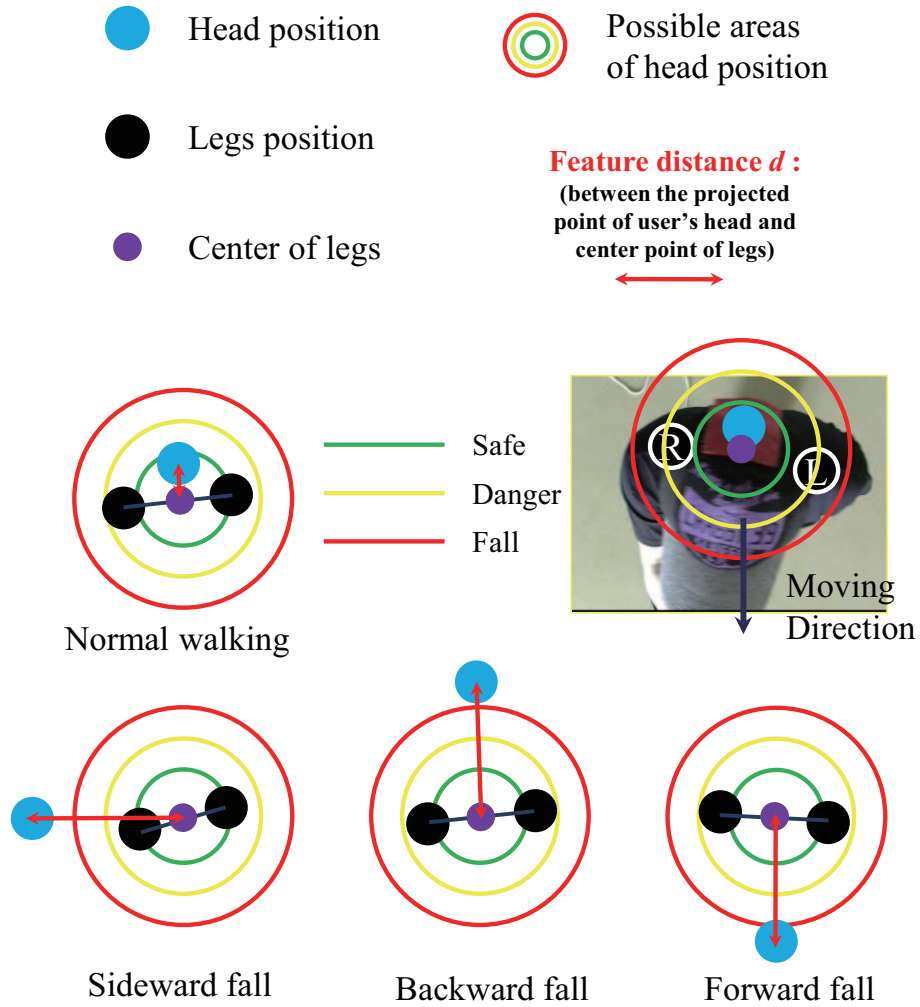 Head position
Possible areas
of head position
Legs position
Feature distance d :
(between the projected
point of user's head and
center point of legs)
Center of legs
R
L
Safe
Danger
Fall
Moving
Direction
Normal walking
Sideward fall
Backward fall
Forward fall